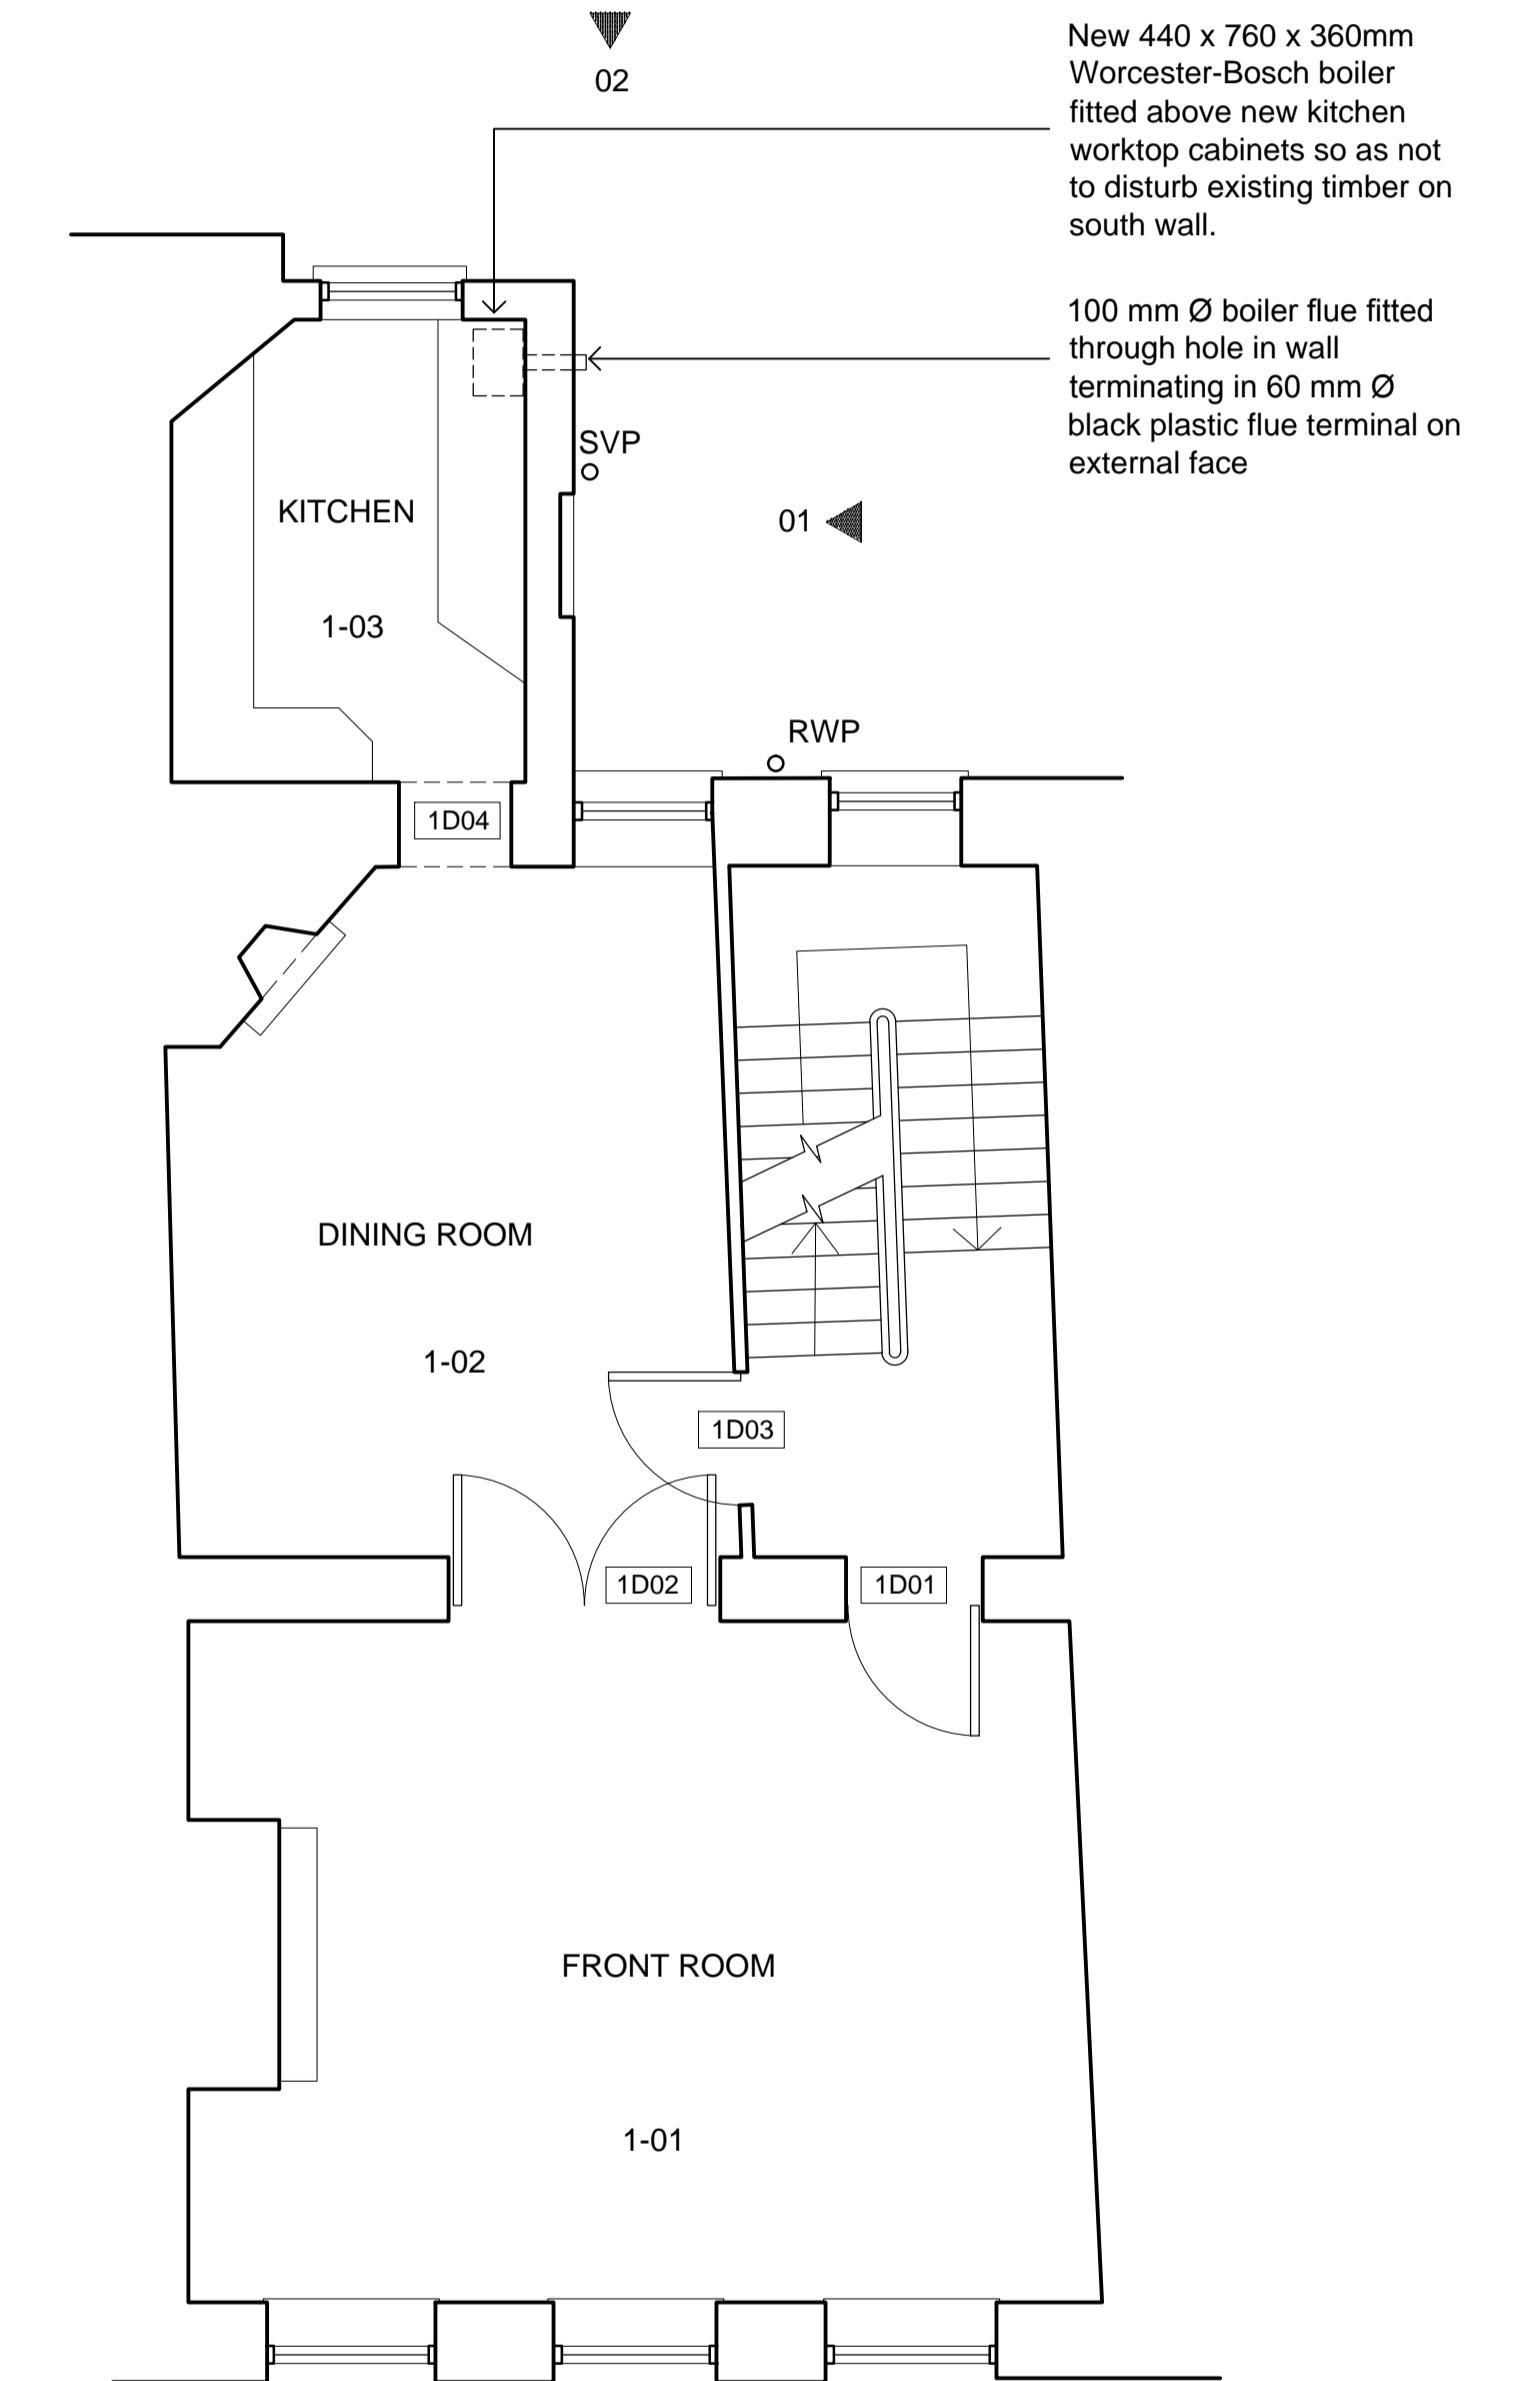 02
New 440 x 760 x 360mm
Worcester-Bosch boiler
fitted above new kitchen
worktop cabinets so as not
to disturb existing timber on
south wall.
100 mm Ø boiler flue fitted
through hole in wall
terminating in 60 mm Ø
black plastic flue terminal on
external face
SVP
KITCHEN
01
1-03
RWP
1D04
DINING ROOM
1-02
1D03
1D02
1D01
FRONT ROOM
1-01